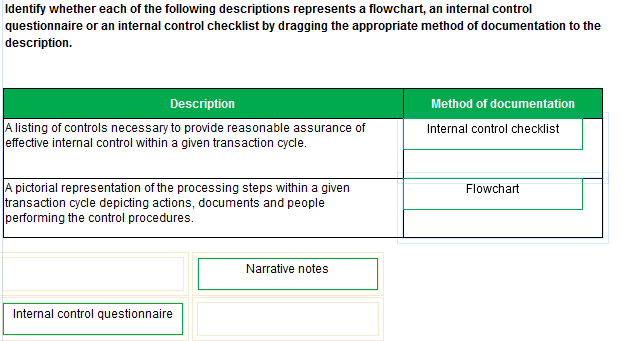 Identify whether each of the following descriptions represents a flowchart, an internal control
questionnaire or an internal control checklist by dragging the appropriate method of documentation to the
description.
Description
Method of documentation
A listing of controls necessary to provide reasonable assurance of
effective internal control within a given transaction cycle.
Internal control checklist
A pictorial representation of the processing steps within a given
transaction cycle depicting actions, documents and people
performing the control procedures.
Flowchart
Narrative notes
Internal control questionnaire